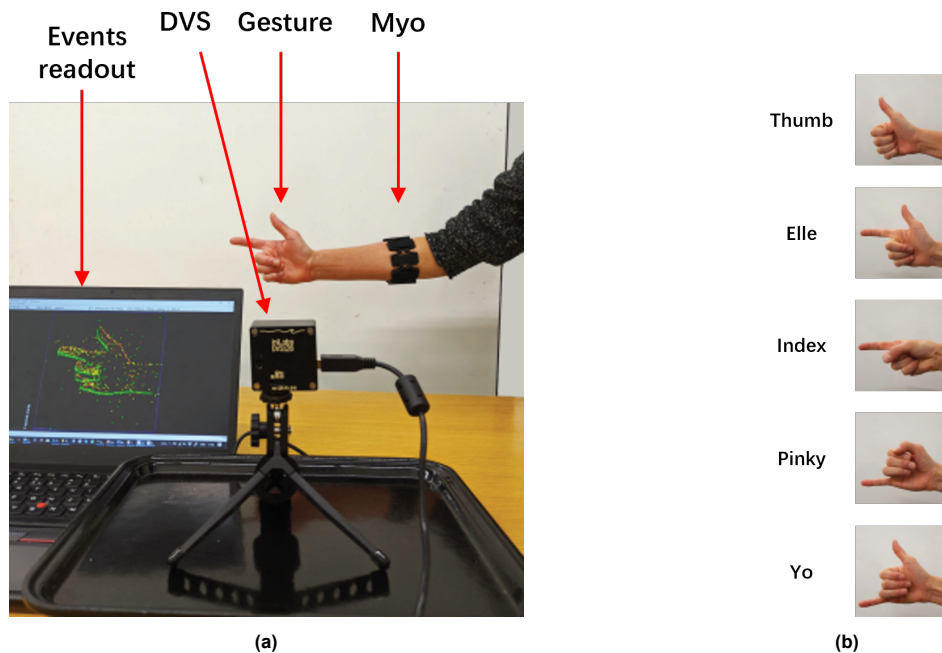 DVS Gesture Myo
Events
readout
Thumb
Elle
Index
Pinky
Yo
(a)
(b)